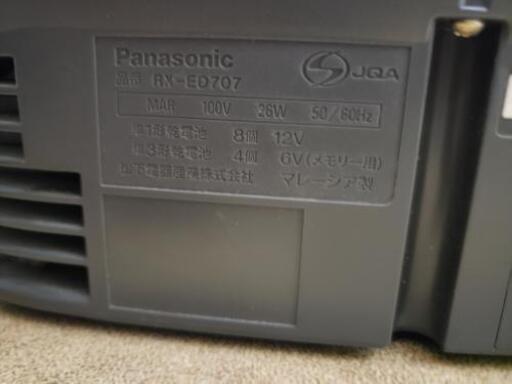 Panasonic
品番 RX-ED707
JQA
MAR 100V 26W 50/60Hz
単1形乾電池 8個 12V
単3形乾電池 4個 6V(メモリー用)
松下電器産業株式会社 マレーシア製